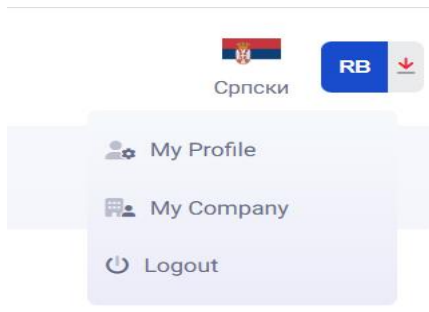 Српски
RB
My Profile
My Company
Logout